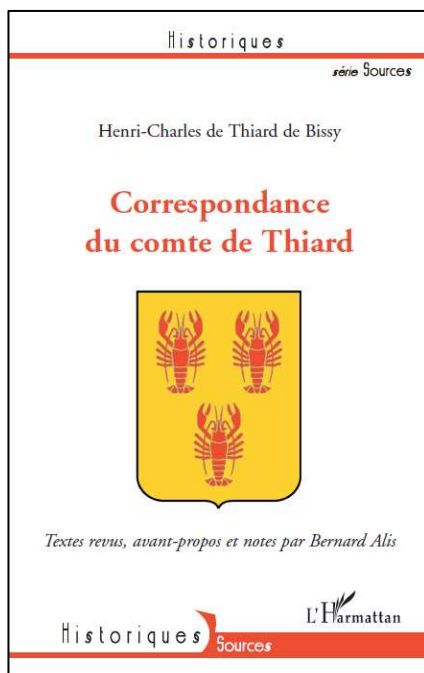 Historiques
série Sources
Henri-Charles de Thiard de Bissy
Correspondance
du comte de Thiard
Textes revus, avant-propos et notes par Bernard Alis
L'Harmattan
Historiques
Sources